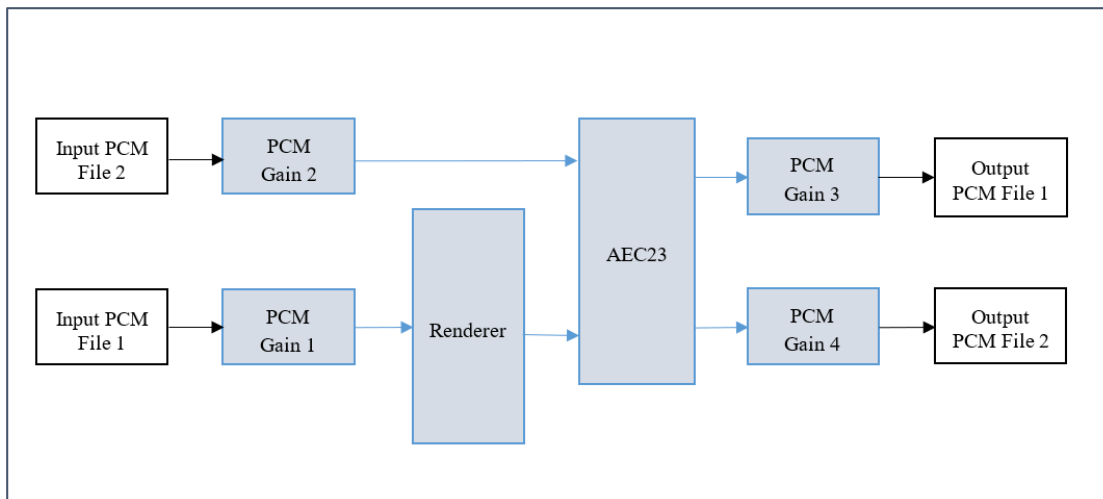 Input PCM
File 2
PCM
Gain 2
AEC23
PCM
Gain 3
Output
PCM File 1
Input PCM
File 1
PCM
Gain 1
Renderer
PCM
Gain 4
Output
PCM File 2